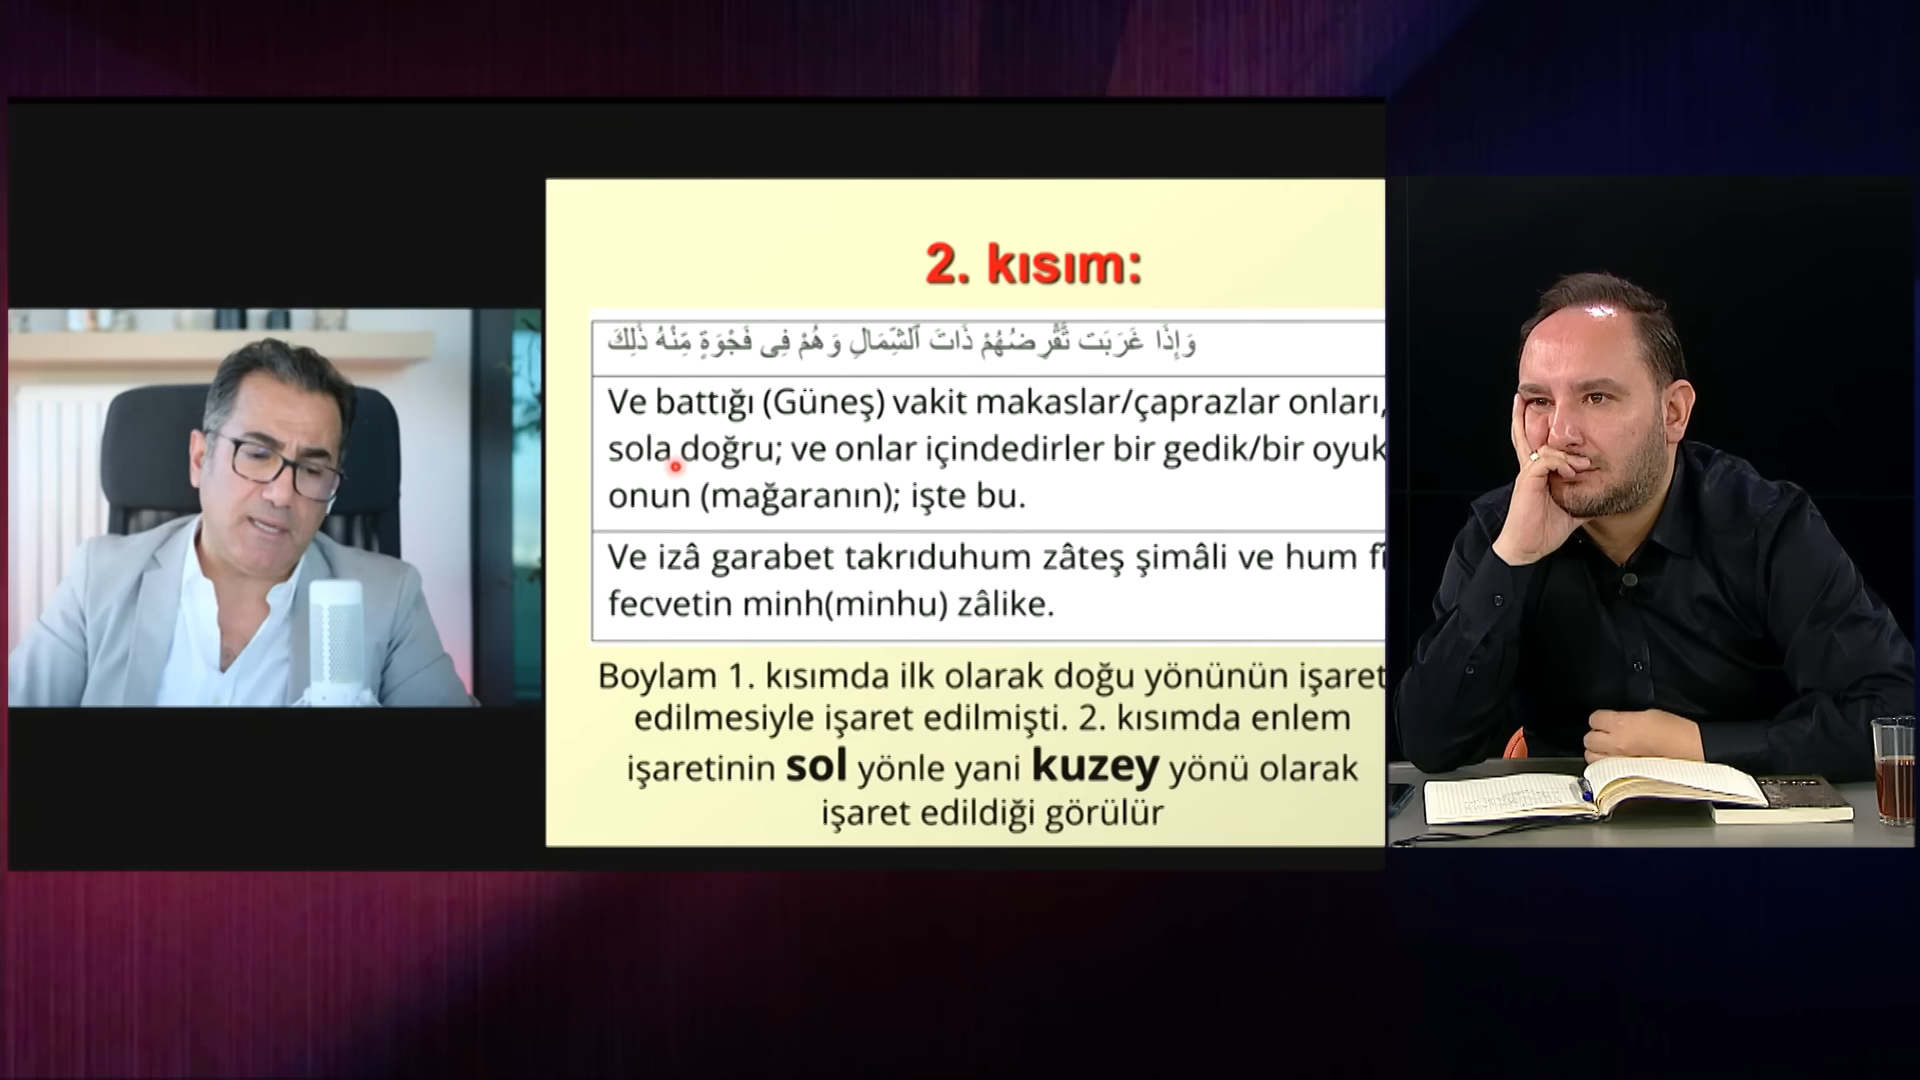 2. kısım:
وَإِذَا غَرَبَت تَّقْرِضُهُمْ ذَاتَ ٱلشِّمَالِ وَهُمْ فِى فَجْوَةٍ مِّنْهُ ذَٰلِكَ
Ve battığı (Güneş) vakit makaslar/çaprazlar onları,
sola doğru; ve onlar içindedirler bir gedik/bir oyuk
onun (mağaranın); işte bu.
Ve izâ garabet takrıduhum zâteş şimâli ve hum fî
fecvetin minh(minhu) zâlike.
Boylam 1. kısımda ilk olarak doğu yönünün işaret
edilmesiyle işaret edilmişti. 2. kısımda enlem
işaretinin sol yönle yani kuzey yönü olarak
işaret edildiği görülür